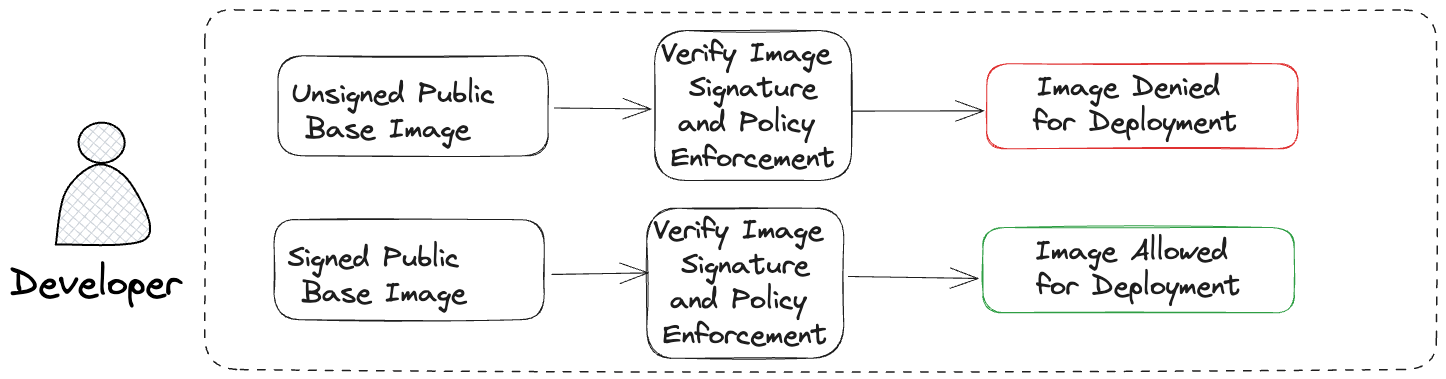 Developer
Unsigned Public
Base Image
Verify Image
Signature
and Policy
Enforcement
Image Denied
for Deployment
Signed Public
Base Image
Verify Image
Signature
and Policy
Enforcement
Image Allowed
for Deployment